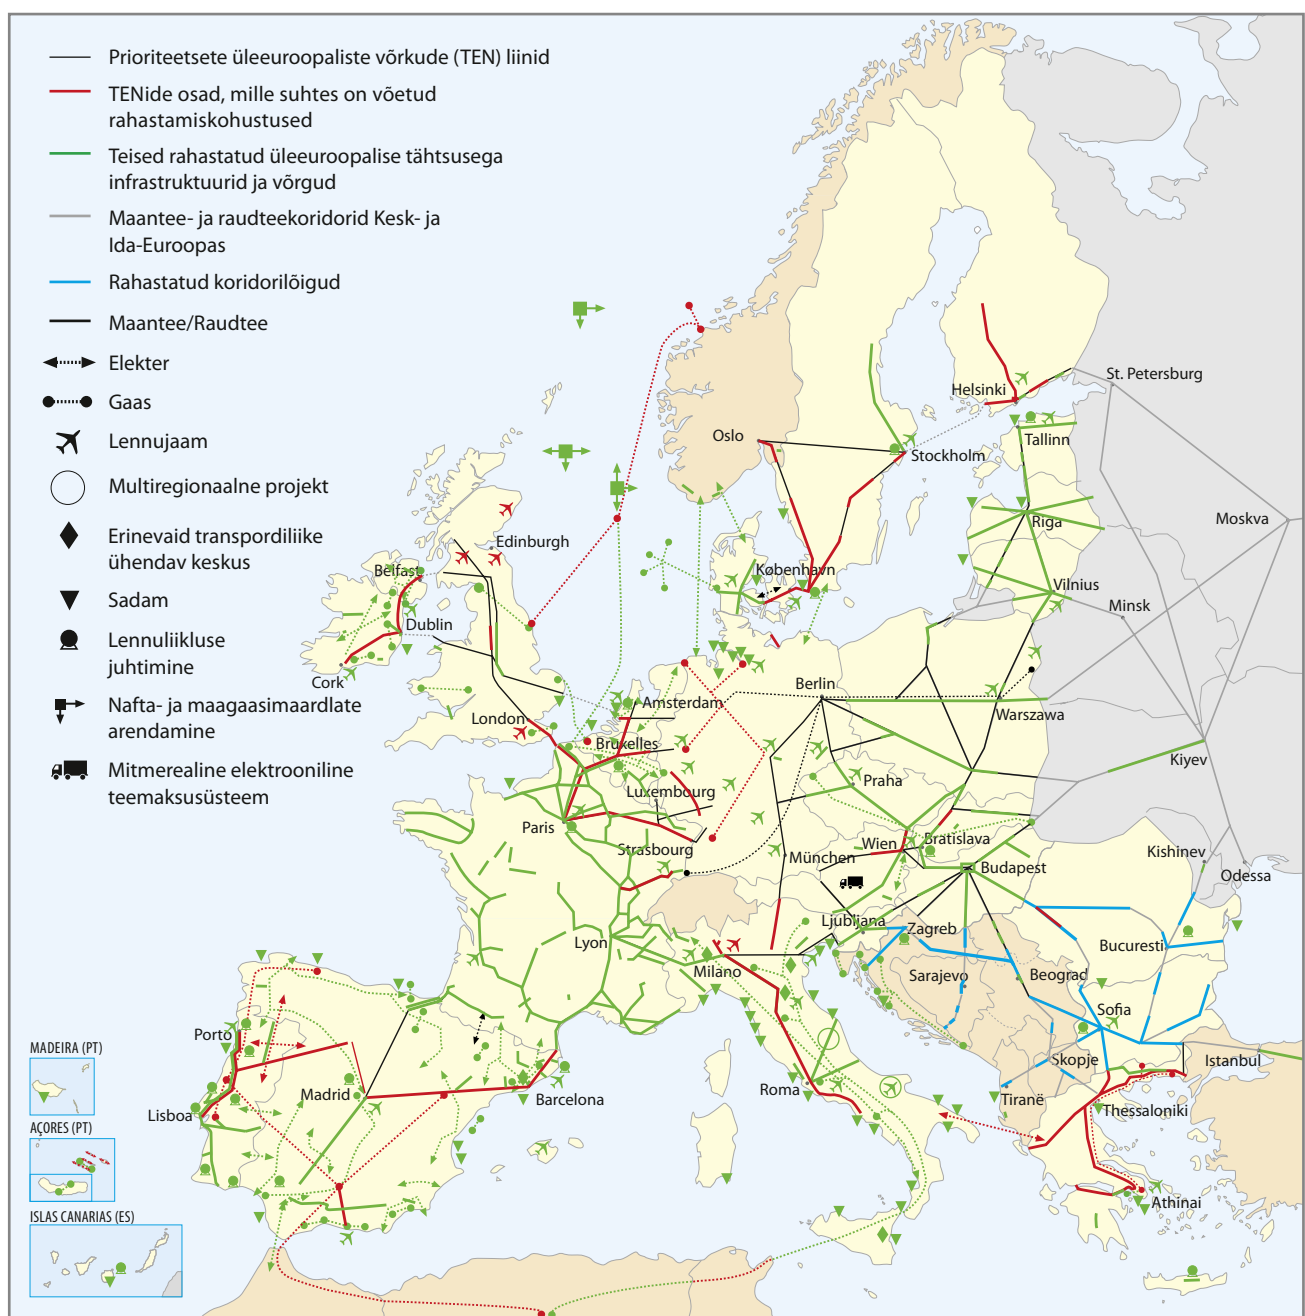 Prioriteetsete üleeuroopaliste võrkude (TEN) liinid
TENide osad, mille suhtes on võetud
rahastamiskohustused
Teised rahastatud üleeuroopalise tähtsusega
infrastruktuurid ja võrgud
Maantee- ja raudteekoridorid Kesk- ja
Ida-Euroopas
Rahastatud koridorilõigud
Maantee/Raudtee
Elekter
Gaas
Lennujaam
Multiregionaalne projekt
Erinevaid transpordiliike
ühendav keskus
Sadam
Lennuliikluse
juhtimine
Nafta- ja maagaasimaardlate
arendamine
Mitmerealine elektrooniline
teemaksusüsteem
St. Petersburg
Helsinki
Oslo
Tallinn
Stockholm
Moskva
Riga
Edinburgh
Belfast
København
Vilnius
Minsk
Dublin
Cork
Berlin
Amsterdam
London
Warszawa
Bruxelles
Kiyev
Praha
Luxembourg
Paris
Strasbourg
Wien
Bratislava
München
Kishinev
Budapest
Odessa
Ljubljana
Zagreb
Lyon
Bucuresti
Milano
Sarajevo
Beograd
Sofia
Porto
MADEIRA (PT)
Skopje
Istanbul
Madrid
Roma
Barcelona
Tiranë
Thessaloniki
Lisboa
AÇORES (PT)
Athinai
ISLAS CANARIAS (ES)